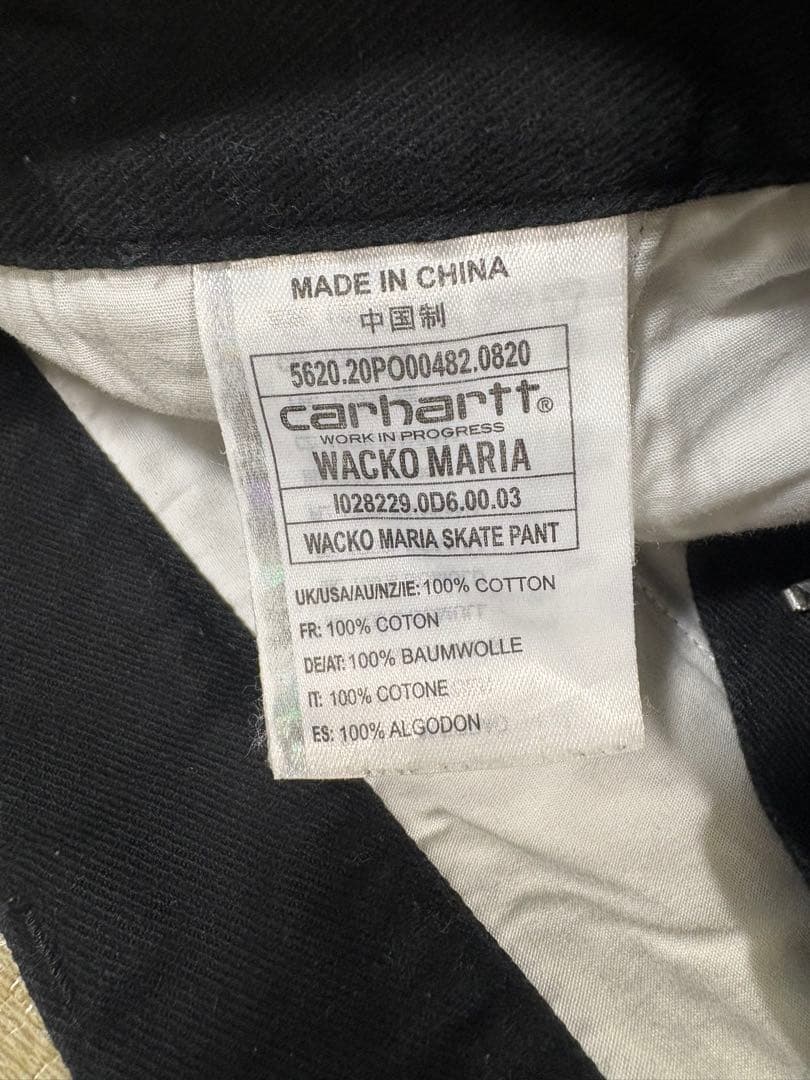 MADE IN CHINA
中国制
5620.20PO00482.0820
carhartt®
WORK IN PROGRESS
WACKO MARIA
I028229.0D6.00.03
WACKO MARIA SKATE PANT
UK/USA/AU/NZ/IE: 100% COTTON
FR: 100% COTON
DE/AT: 100% BAUMWOLLE
IT: 100% COTONE
ES: 100% ALGODON